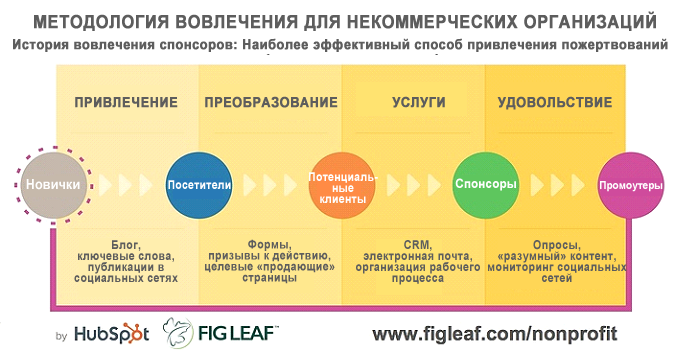 МЕТОДОЛОГИЯ ВОВЛЕЧЕНИЯ ДЛЯ НЕКОММЕРЧЕСКИХ ОРГАНИЗАЦИЙ
История вовлечения спонсоров: Наиболее эффективный способ привлечения пожертвований
ПРИВЛЕЧЕНИЕ
ПРЕОБРАЗОВАНИЕ
УСЛУГИ
УДОВОЛЬСТВИЕ
Новички
Посетители
Потенциаль-
ные
клиенты
Спонсоры
Промоутеры
Блог,
ключевые слова,
публикации в
социальных сетях
Формы,
призывы к действию,
целевые «продающие»
страницы
CRM,
электронная почта,
организация рабочего
процесса
Опросы,
«разумный» контент,
мониторинг социальных
сетей
by HubSpot FIG LEAF™
www.figleaf.com/nonprofit